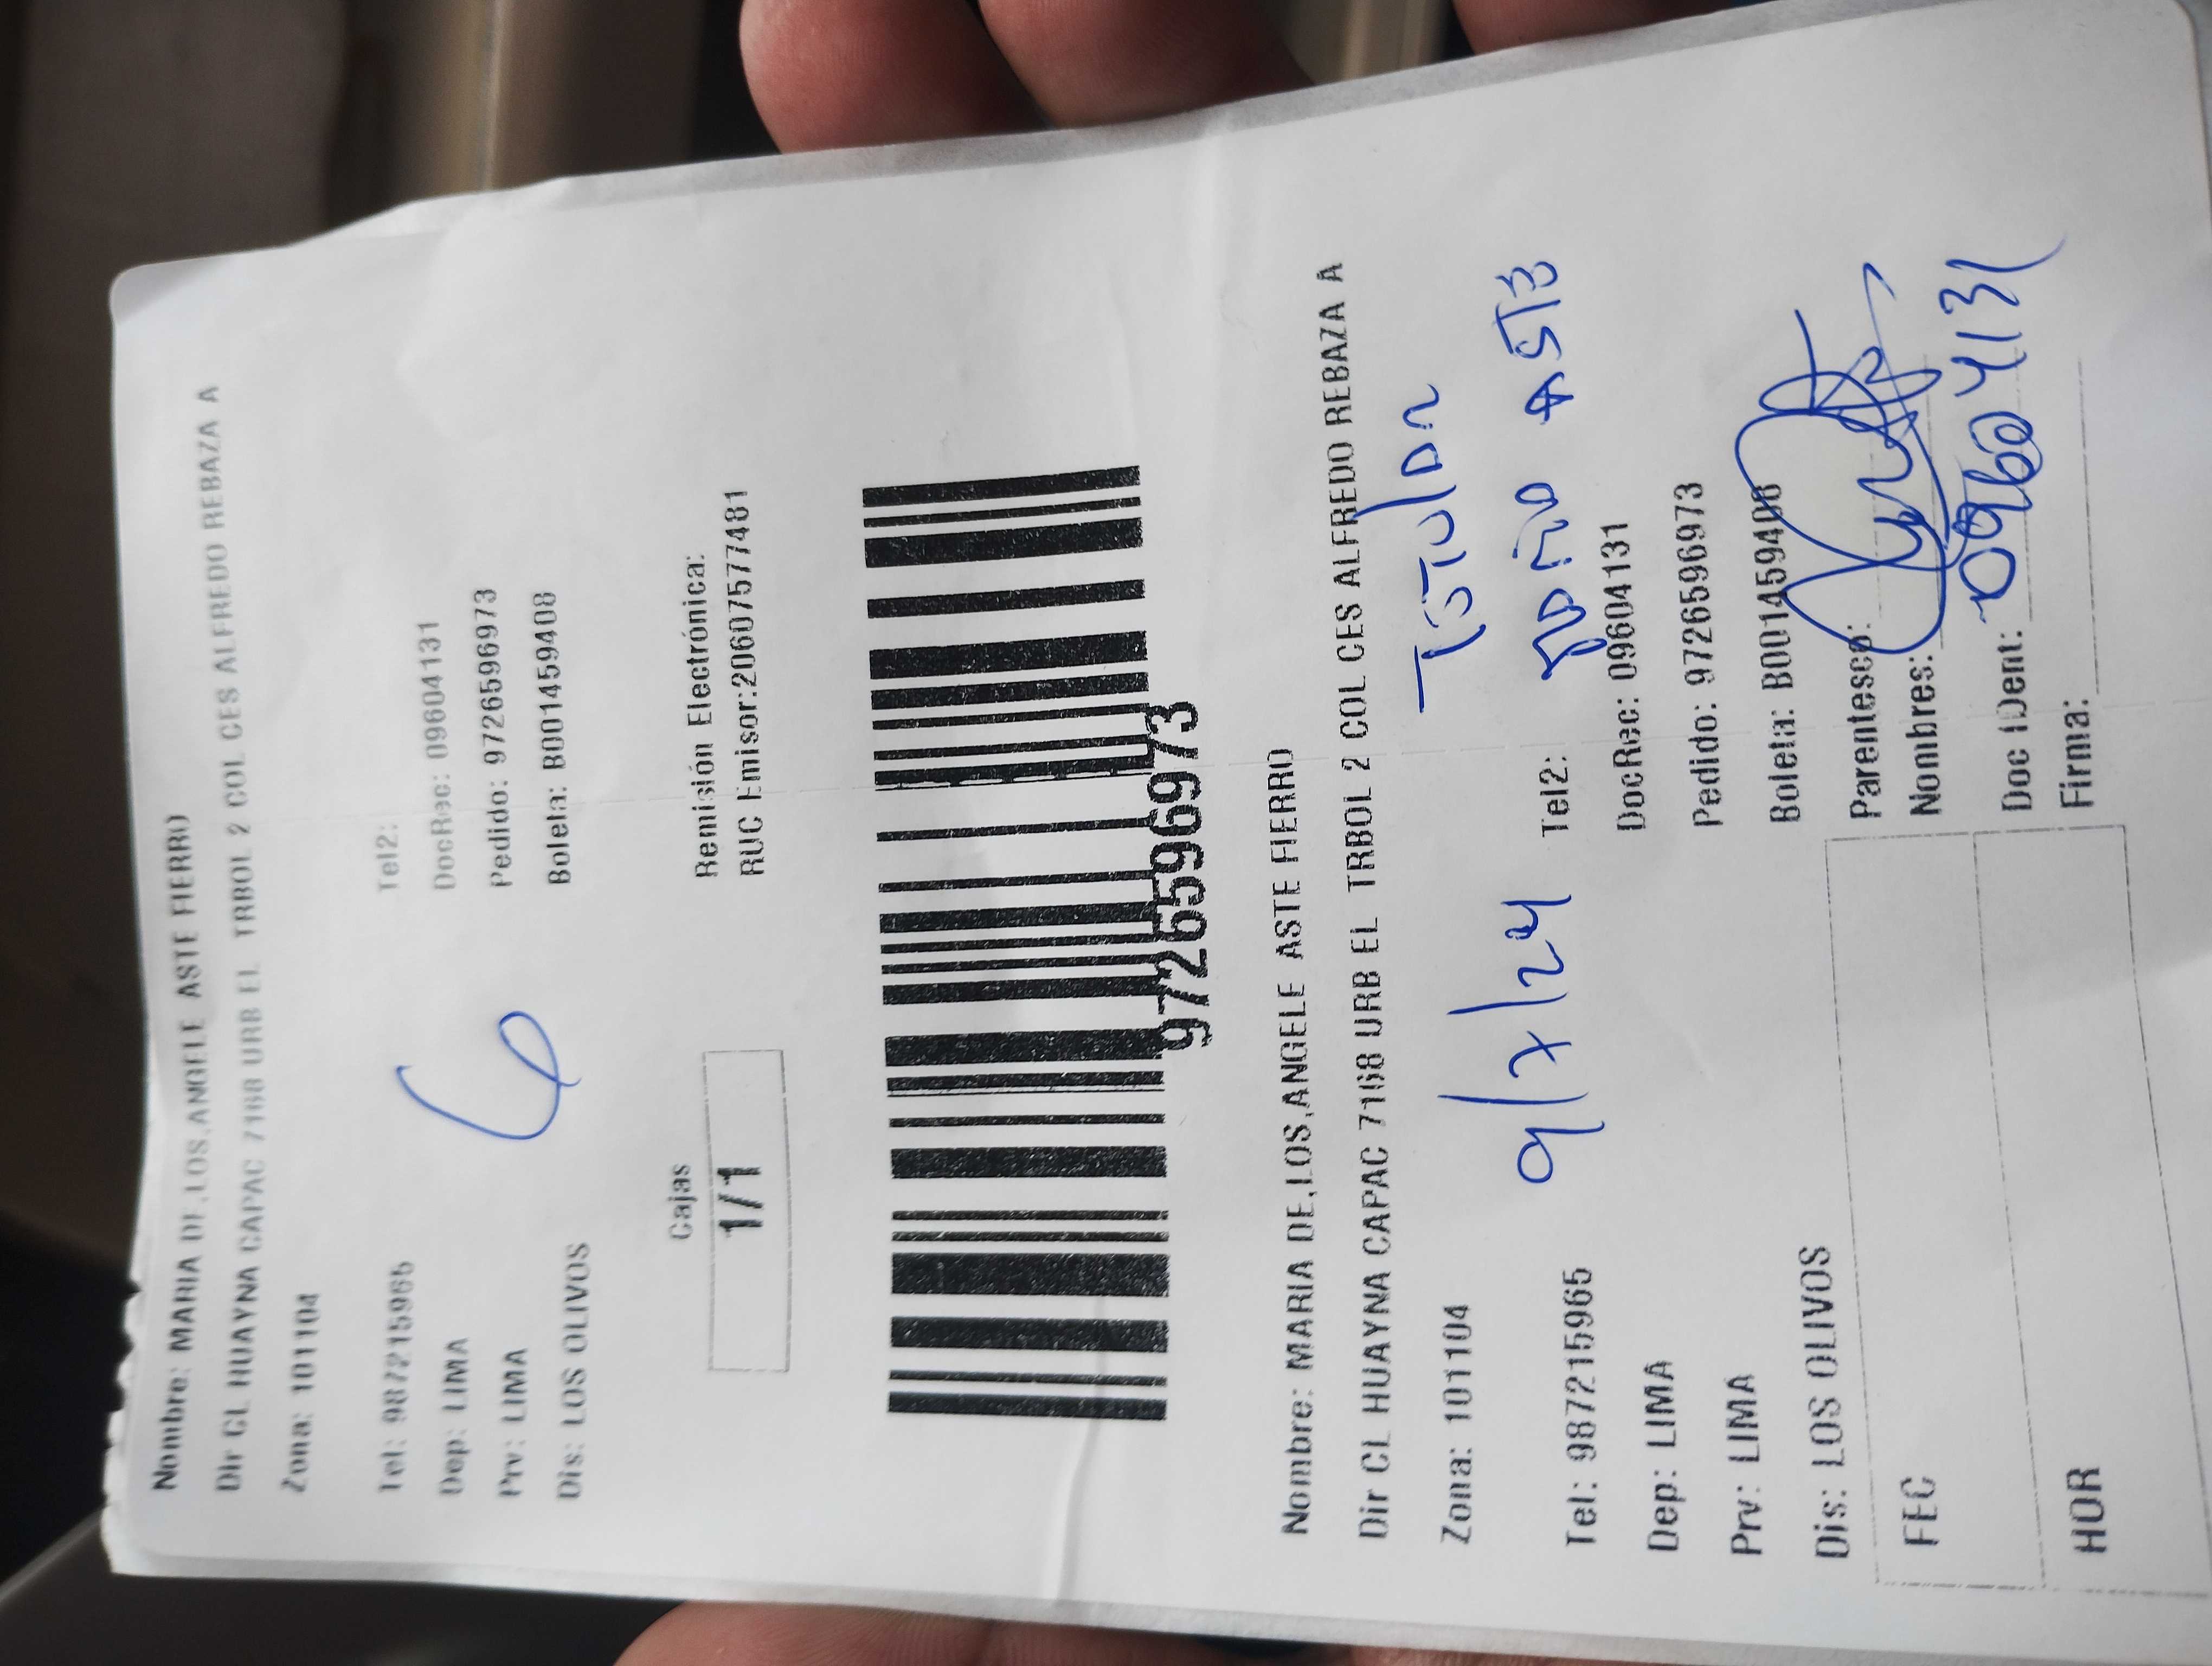 Nombre: MARIA DE,LOS,ANGELE ASTE FIERRO
Dir CL HUAYNA CAPAC 7168 URB EL TRBOL 2 COL CES ALFREDO REBAZA A
Zona: 101104
Tel: 987215965 Tel2:
Dep: LIMA DocRec: 09604131
Prv: LIMA Pedido: 972659696973
Dis: LOS OLIVOS Boleta: B001459408
Cajas Remisión Electrónica:
1/1 RUC Emisor:20607577481
9726596973
Nombre: MARIA DE,LOS,ANGELE ASTE FIERRO
Dir CL HUAYNA CAPAC 7168 URB EL TRBOL 2 COL CES ALFREDO REBAZA A
Zona: 101104
9/7/24
Tel: 987215965 Tel2:
Dep: LIMA DocRec: 09604131
Prv: LIMA Pedido: 9726596973
Dis: LOS OLIVOS Boleta: B001459408
Parentesco:
FEC Nombres:
09604131
Doc IDent:
HOR Firma: